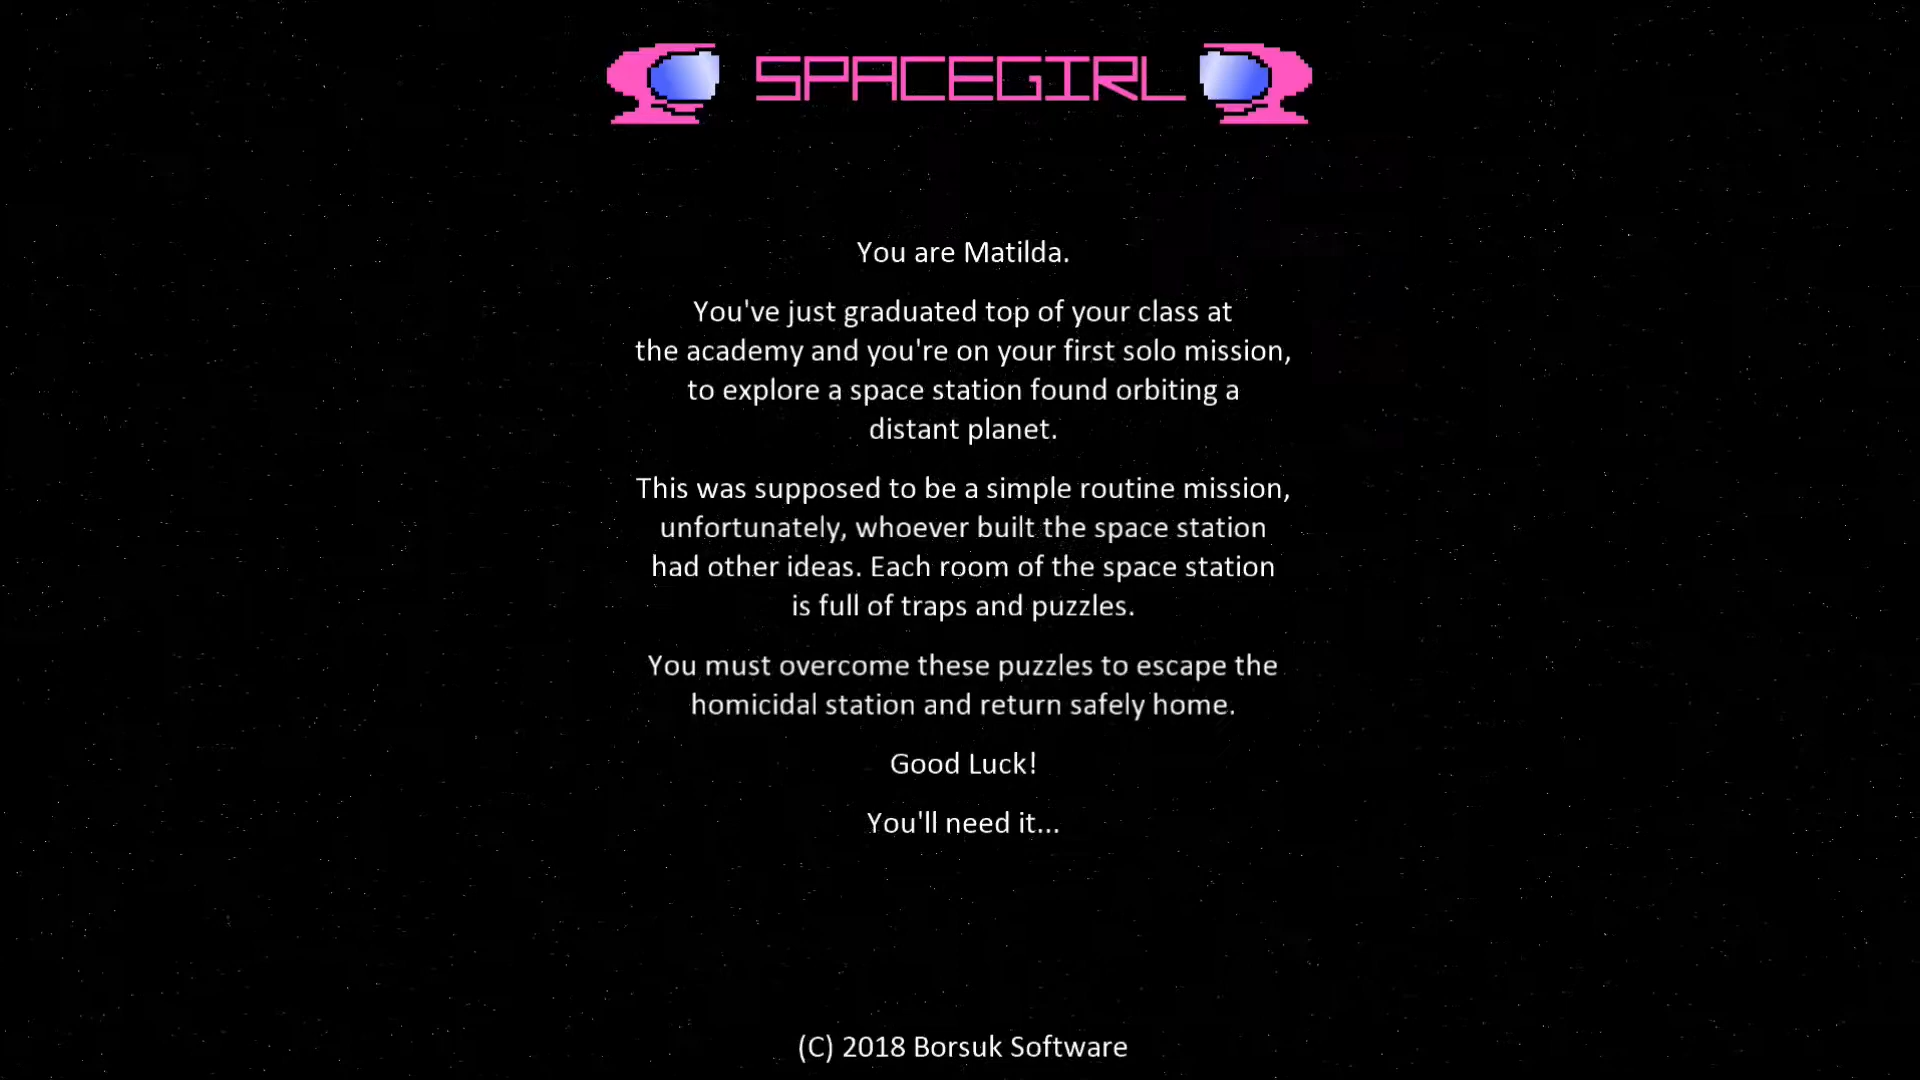 SPACEGIRL
You are Matilda.
You've just graduated top of your class at
the academy and you're on your first solo mission,
to explore a space station found orbiting a
distant planet.
This was supposed to be a simple routine mission,
unfortunately, whoever built the space station
had other ideas. Each room of the space station
is full of traps and puzzles.
You must overcome these puzzles to escape the
homicidal station and return safely home.
Good Luck!
You'll need it...
(C) 2018 Borsuk Software